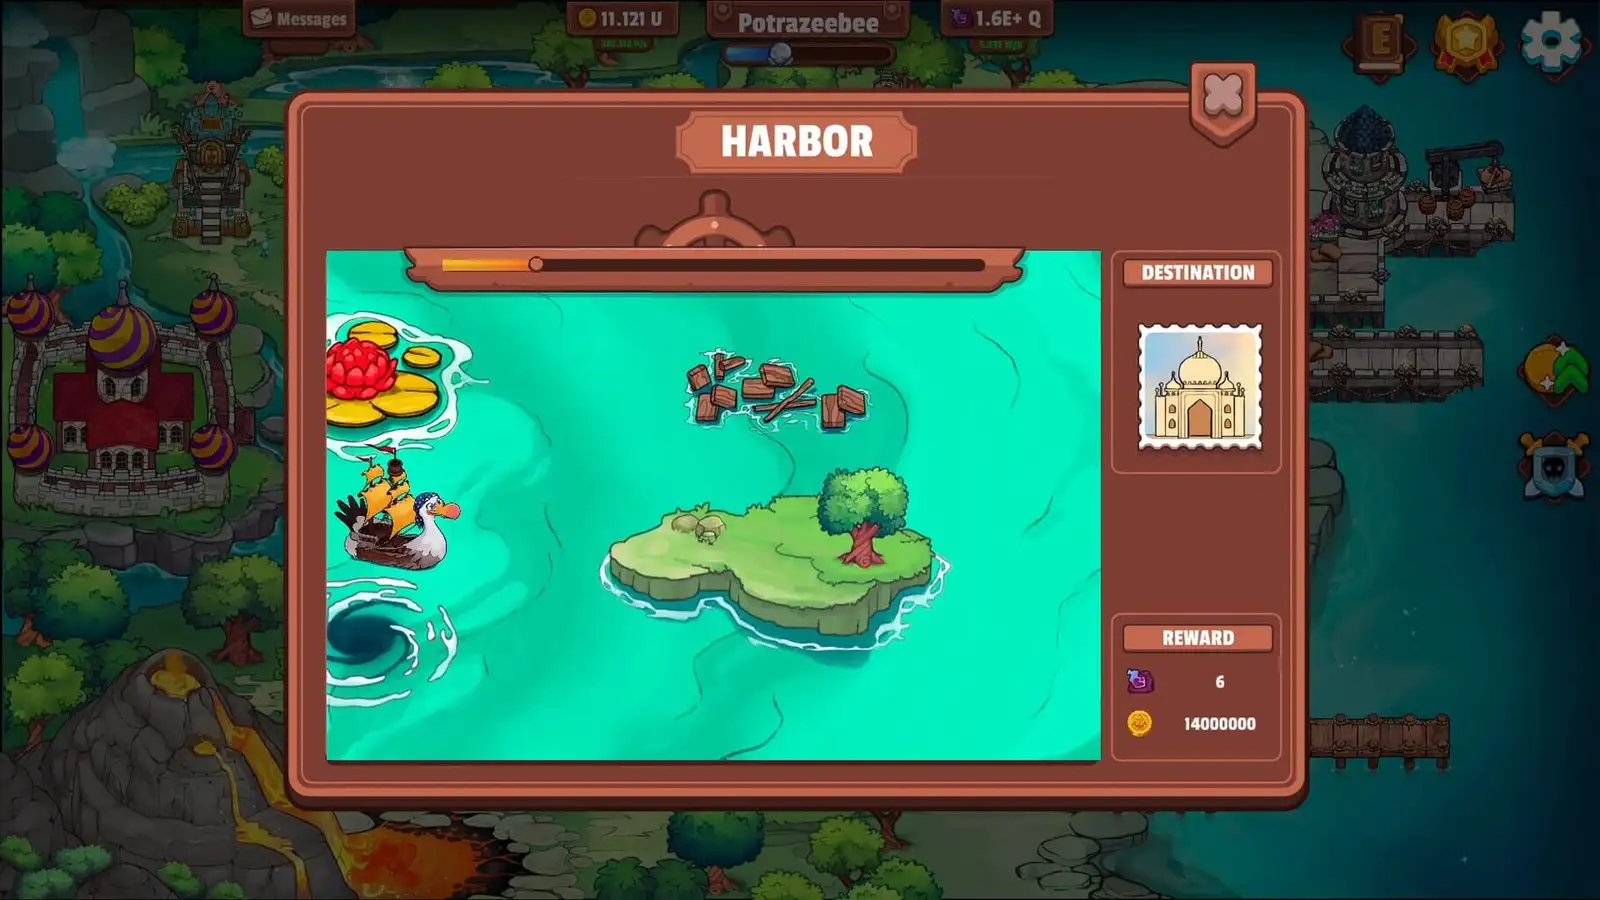 Messages
11.121 U
Potrazeebee
1.6E+ Q
E
HARBOR
DESTINATION
REWARD
6
14000000